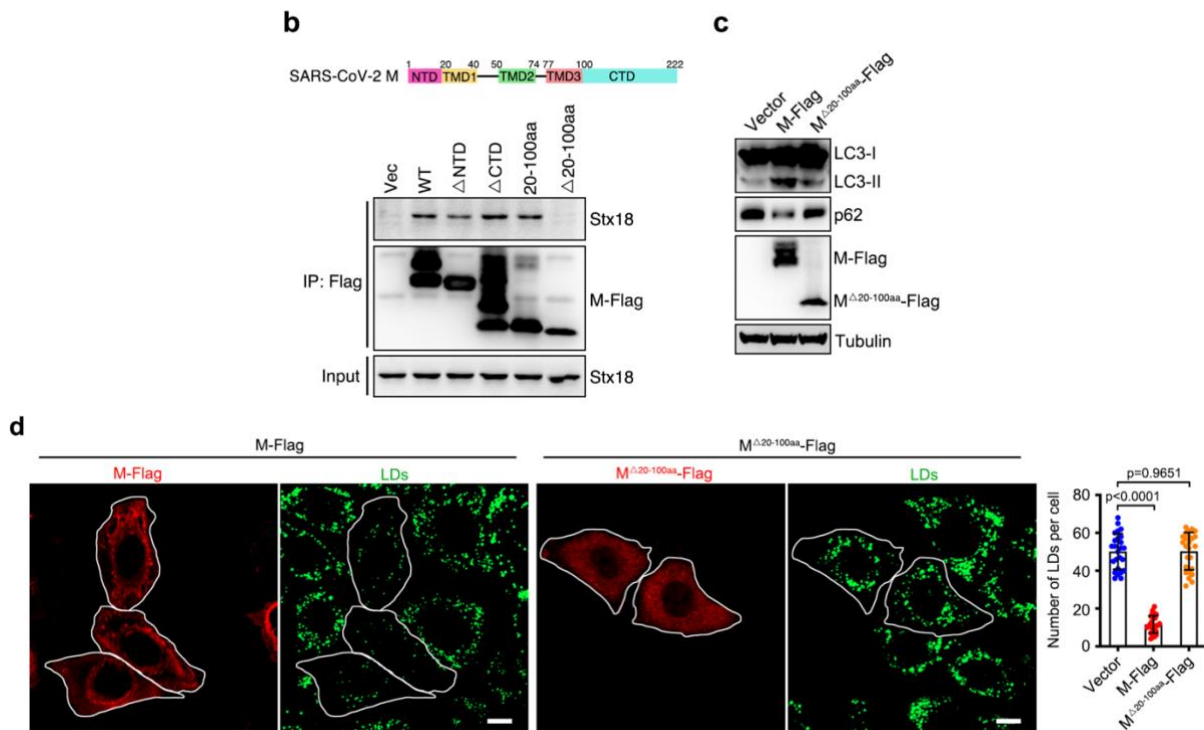 b
1 20 40 50 74 77 100 222
SARS-CoV-2 M NTD TMD1 TMD2 TMD3 CTD
Vec WT △NTD △CTD 20-100aa △20-100aa
Stx18
IP: Flag
M-Flag
Input Stx18
c
Vector M-Flag M△20-100aa-Flag
LC3-I
LC3-II
p62
M-Flag
M△20-100aa-Flag
Tubulin
d
M-Flag
M-Flag LDs
M△20-100aa-Flag
M△20-100aa-Flag LDs
p=0.9651
p<0.0001
Number of LDs per cell
80
60
40
20
0
Vector M-Flag M△20-100aa-Flag